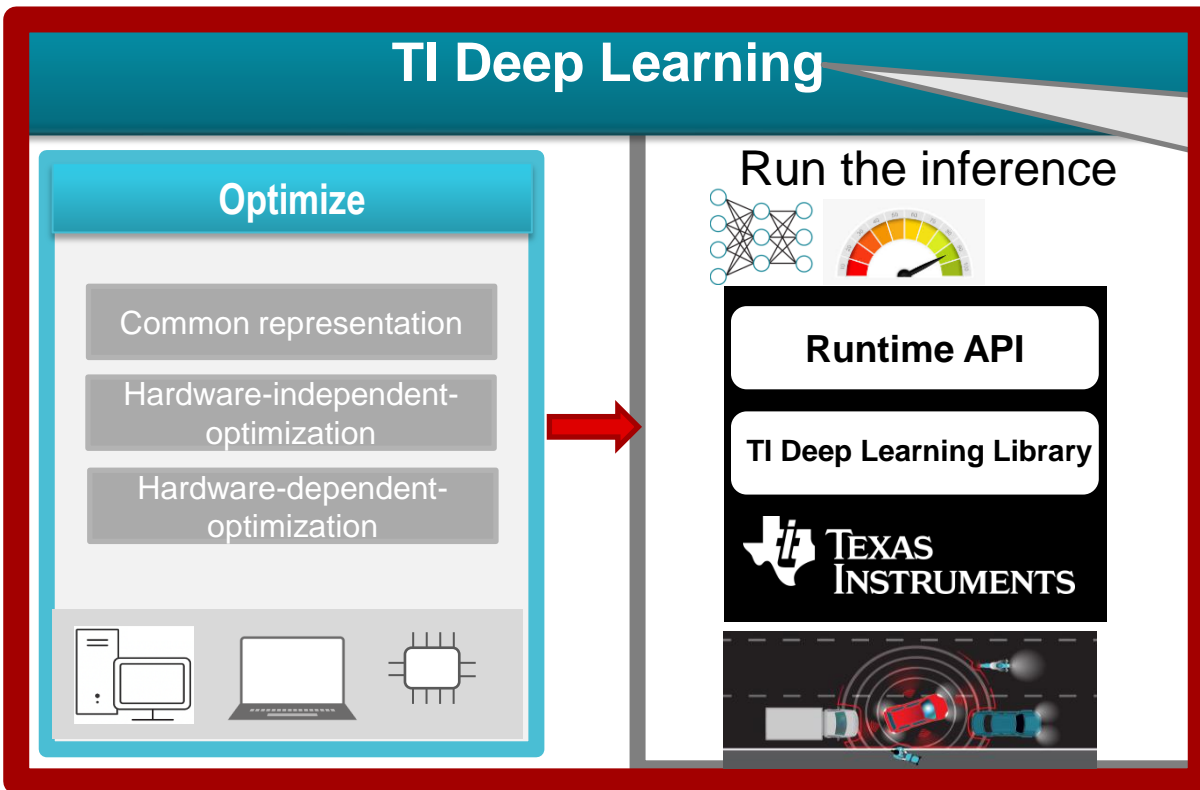 TI Deep Learning
Optimize
Common representation
Hardware-independent-
optimization
Hardware-dependent-
optimization
Run the inference
Runtime API
TI Deep Learning Library
TEXAS
INSTRUMENTS